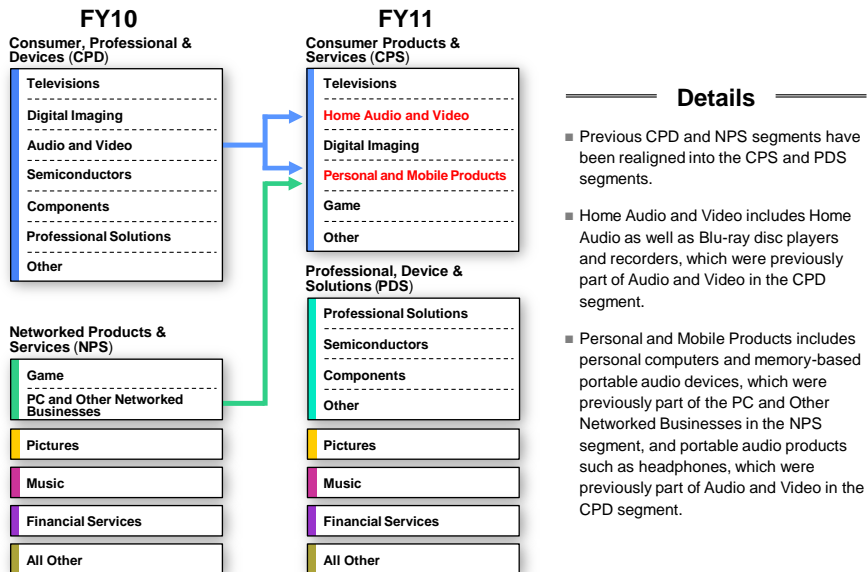 FY10
Consumer, Professional &
Devices (CPD)
Televisions
Digital Imaging
Audio and Video
Semiconductors
Components
Professional Solutions
Other
Networked Products &
Services (NPS)
Game
PC and Other Networked
Businesses
Pictures
Music
Financial Services
All Other
FY11
Consumer Products &
Services (CPS)
Televisions
Home Audio and Video
Digital Imaging
Personal and Mobile Products
Game
Other
Professional, Device &
Solutions (PDS)
Professional Solutions
Semiconductors
Components
Other
Pictures
Music
Financial Services
All Other
Details
■ Previous CPD and NPS segments have
been realigned into the CPS and PDS
segments.
■ Home Audio and Video includes Home
Audio as well as Blu-ray disc players
and recorders, which were previously
part of Audio and Video in the CPD
segment.
■ Personal and Mobile Products includes
personal computers and memory-based
portable audio devices, which were
previously part of the PC and Other
Networked Businesses in the NPS
segment, and portable audio products
such as headphones, which were
previously part of Audio and Video in the
CPD segment.